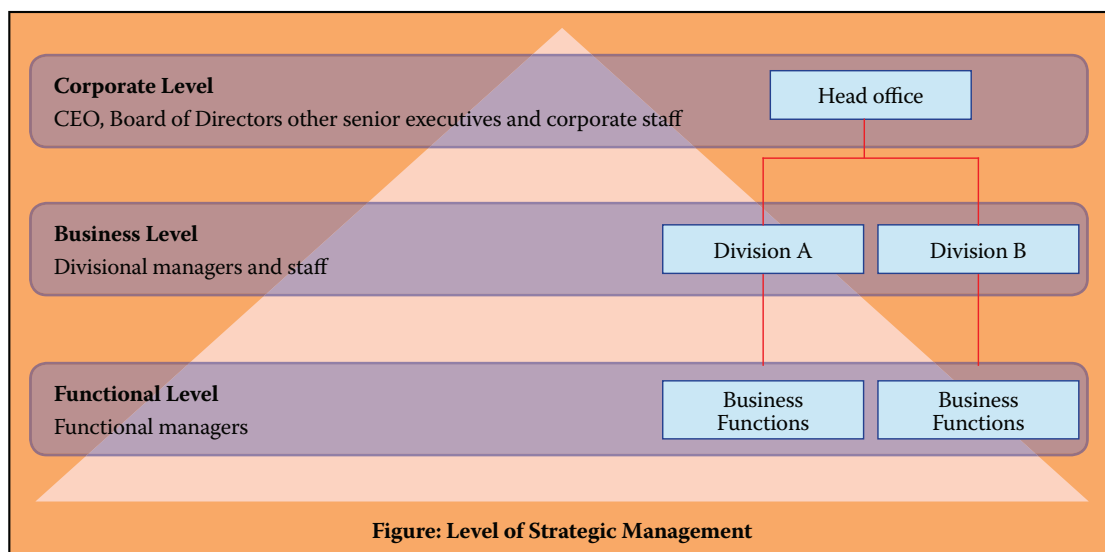 Corporate Level
CEO, Board of Directors other senior executives and corporate staff
Head office
Business Level
Divisional managers and staff
Division A
Division B
Functional Level
Functional managers
Business
Functions
Business
Functions
Figure: Level of Strategic Management